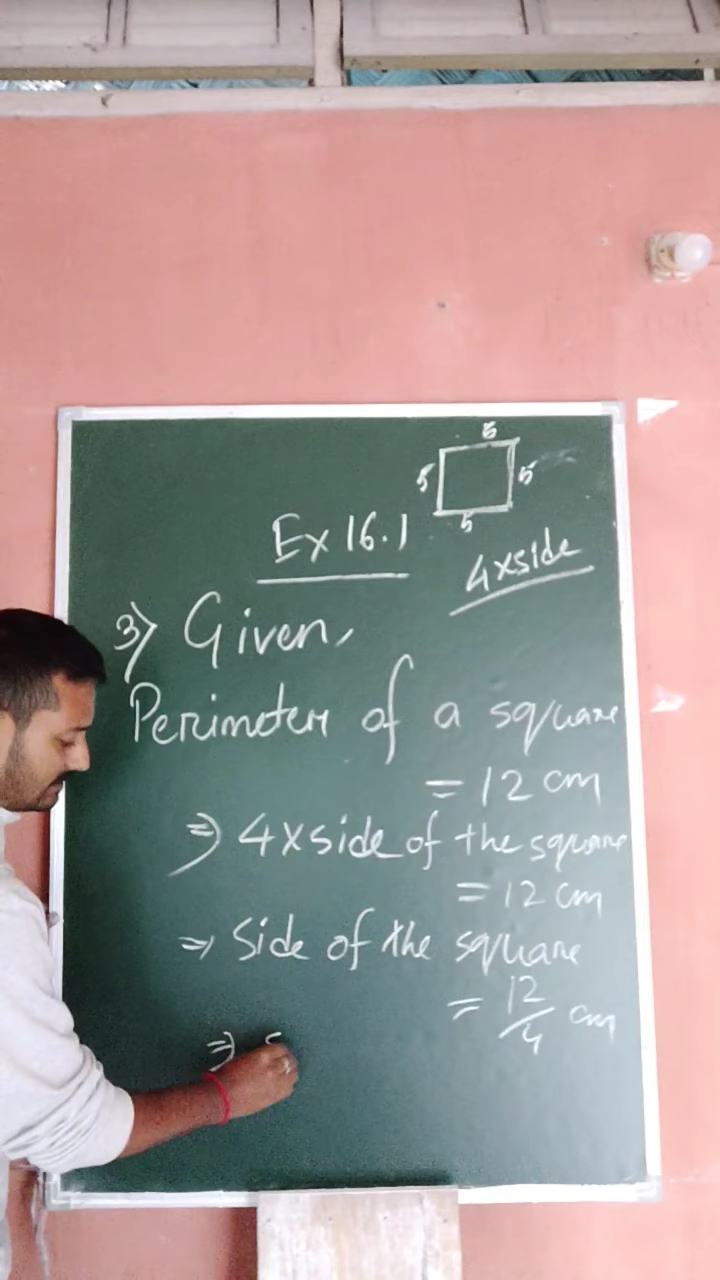 5
5 5
5
Ex 16.1
4xside
3) Given,
Perimeter of a square
= 12 cm
⇒ 4xside of the square
= 12 cm
⇒ Side of the square
= 12/4 cm
⇒ S